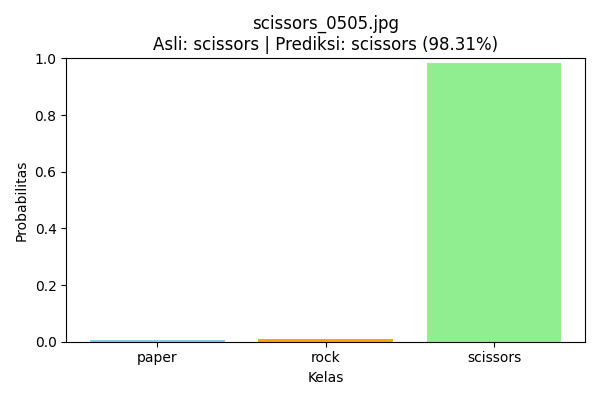 scissors_0505.jpg
Asli: scissors | Prediksi: scissors (98.31%)
1.0
0.8
0.6
0.4
0.2
0.0
Probabilitas
paper rock scissors
Kelas